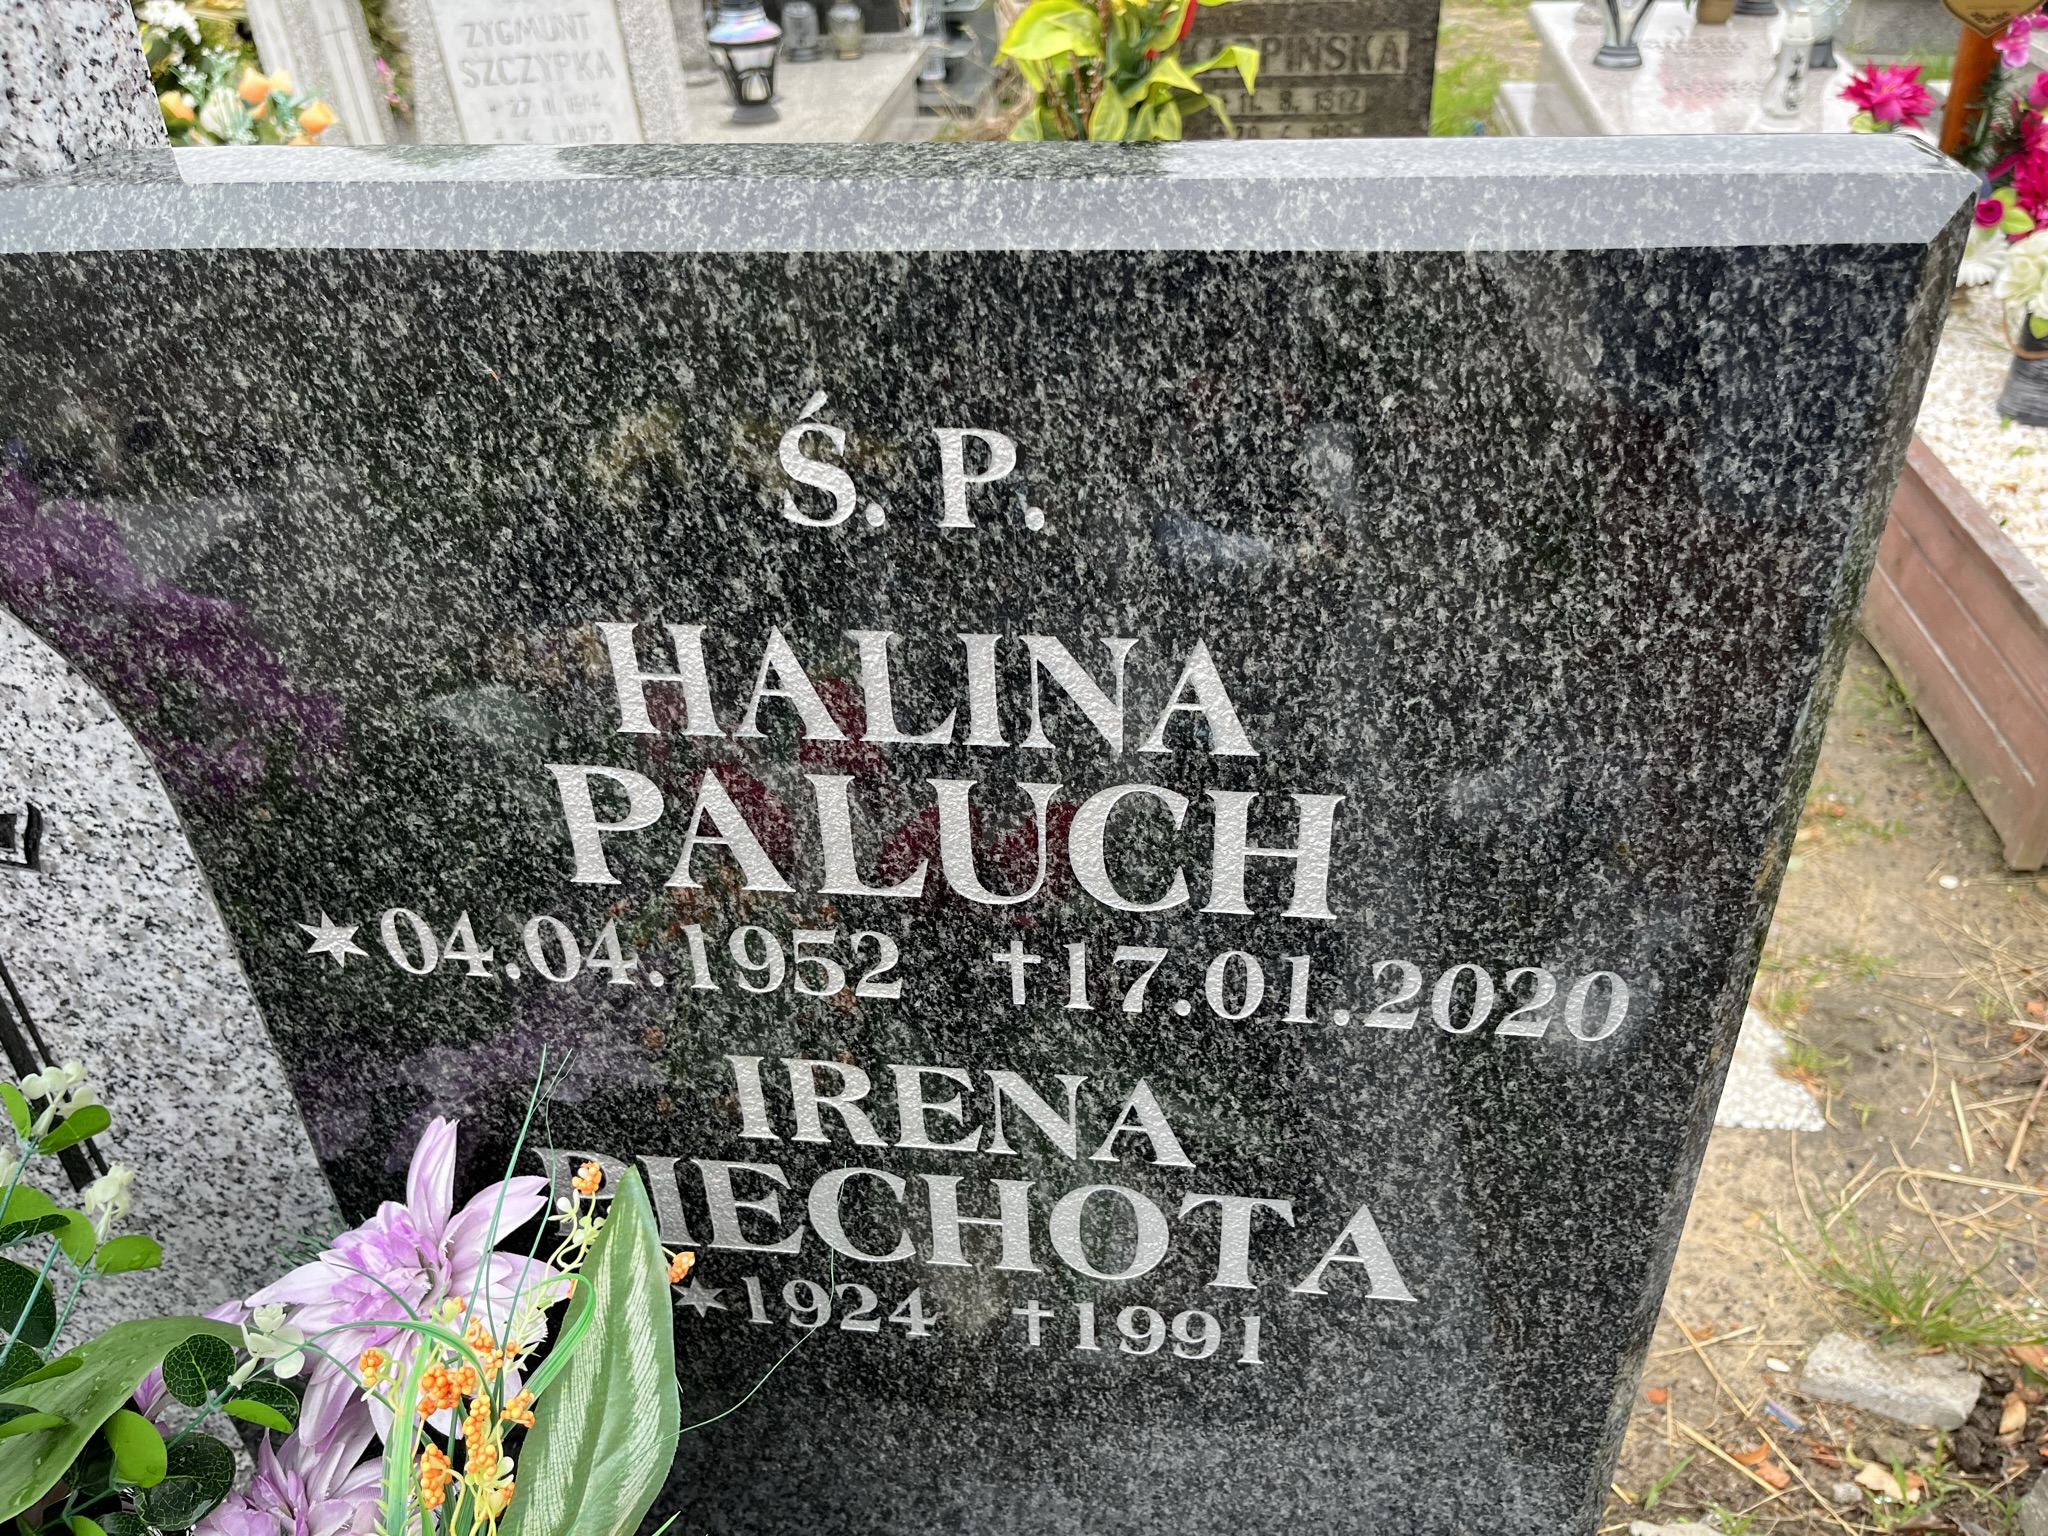 ZYGMUNT
SZCZYPKA
Ś. P.
HALINA
PALUCH
★04.04.1952 ✝17.01.2020
IRENA
PIECHOTA
★1924 ✝1991